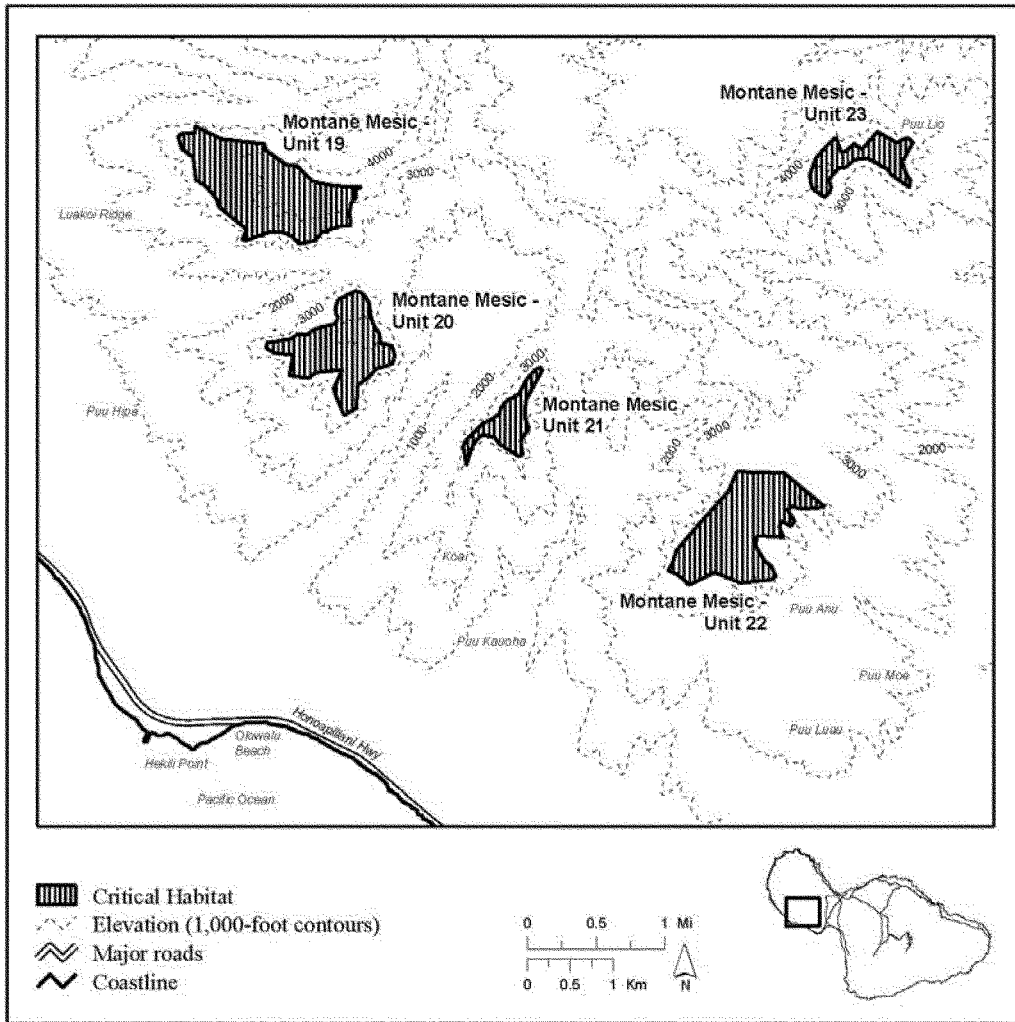 Montane Mesic -
Unit 23
Puu Lio
Montane Mesic -
Unit 19
4000
3000
4000
3000
Luakoi Ridge
2000
3000
Montane Mesic -
Unit 20
Puu Hipa
3000
2000
1000
Montane Mesic -
Unit 21
3000
2000
3000
2000
Koai
Montane Mesic -
Unit 22
Puu Anu
Puu Kauoha
Puu Moe
Puu Luau
Honoapiilani Hwy
Olowalu
Beach
Hekili Point
Pacific Ocean
Critical Habitat
Elevation (1,000-foot contours)
Major roads
Coastline
0 0.5 1 Mi
0 0.5 1 Km
N